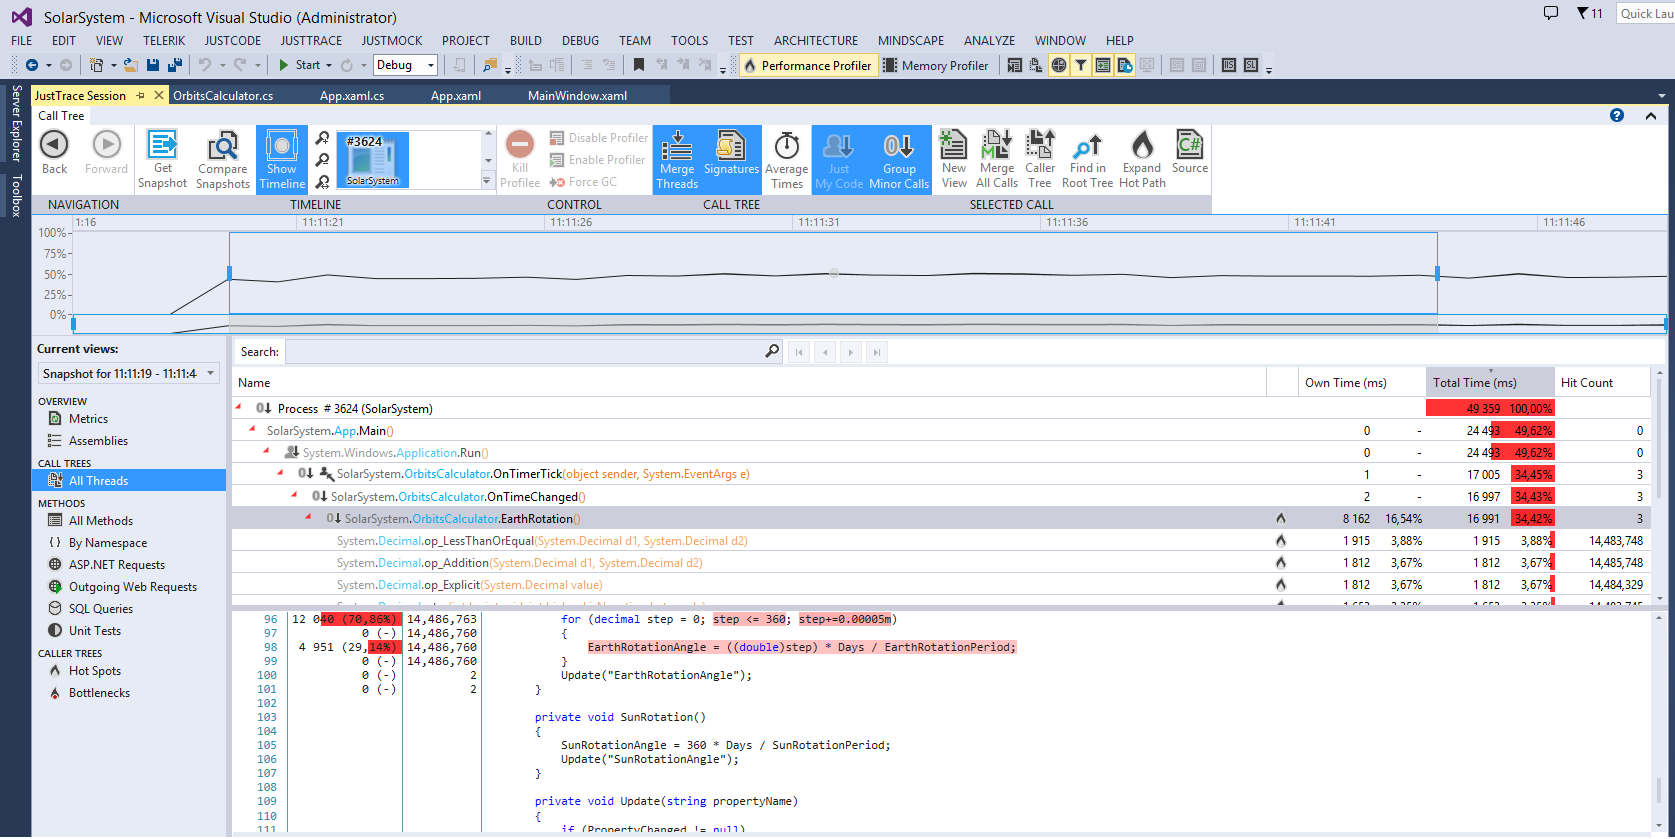 SolarSystem - Microsoft Visual Studio (Administrator)
11
Quick Lau
FILE EDIT VIEW TELERIK JUSTCODE JUSTTRACE JUSTMOCK PROJECT BUILD DEBUG TEAM TOOLS TEST ARCHITECTURE MINDSCAPE ANALYZE WINDOW HELP
Start Debug Performance Profiler Memory Profiler
Server Explorer
Toolbox
JustTrace Session OrbitsCalculator.cs App.xaml.cs App.xaml MainWindow.xaml
Call Tree
#3624
SolarSystem
Back Forward
Get Snapshot
Compare Snapshots
Show Timeline
Kill Profilee
Disable Profiler
Enable Profiler
Force GC
Merge Threads
Signatures
Average Times
Just My Code
Group Minor Calls
New View
Merge All Calls
Caller Tree
Find in Root Tree
Expand Hot Path
Source
NAVIGATION TIMELINE CONTROL CALL TREE SELECTED CALL
1:16 11:11:21 11:11:26 11:11:31 11:11:36 11:11:41 11:11:46
100%
75%
50%
25%
0%
Current views:
Snapshot for 11:11:19 - 11:11:4
OVERVIEW
Metrics
Assemblies
CALL TREES
All Threads
METHODS
All Methods
By Namespace
ASP.NET Requests
Outgoing Web Requests
SQL Queries
Unit Tests
CALLER TREES
Hot Spots
Bottlenecks
Search:
Name Own Time (ms) Total Time (ms) Hit Count
Process # 3624 (SolarSystem) 49 359 100,00%
SolarSystem.App.Main() 0 - 24 493 49,62% 0
System.Windows.Application.Run() 0 - 24 493 49,62% 0
SolarSystem.OrbitsCalculator.OnTimerTick(object sender, System.EventArgs e) 1 - 17 005 34,45% 3
SolarSystem.OrbitsCalculator.OnTimeChanged() 2 - 16 997 34,43% 3
SolarSystem.OrbitsCalculator.EarthRotation() 8 162 16,54% 16 991 34,42% 3
System.Decimal.op_LessThanOrEqual(System.Decimal d1, System.Decimal d2) 1 915 3,88% 1 915 3,88% 14,483,748
System.Decimal.op_Addition(System.Decimal d1, System.Decimal d2) 1 812 3,67% 1 812 3,67% 14,485,748
System.Decimal.op_Explicit(System.Decimal value) 1 812 3,67% 1 812 3,67% 14,484,329
96 12 040 (70,86%) 14,486,763 for (decimal step = 0; step <= 360; step+=0.00005m)
97 0 (-) 14,486,760 {
98 4 951 (29,14%) 14,486,760 EarthRotationAngle = ((double)step) * Days / EarthRotationPeriod;
99 0 (-) 14,486,760 }
100 0 (-) 2 Update("EarthRotationAngle");
101 0 (-) 2 }
102
103 private void SunRotation()
104 {
105 SunRotationAngle = 360 * Days / SunRotationPeriod;
106 Update("SunRotationAngle");
107 }
108
109 private void Update(string propertyName)
110 {
111 if (PropertyChanged != null)